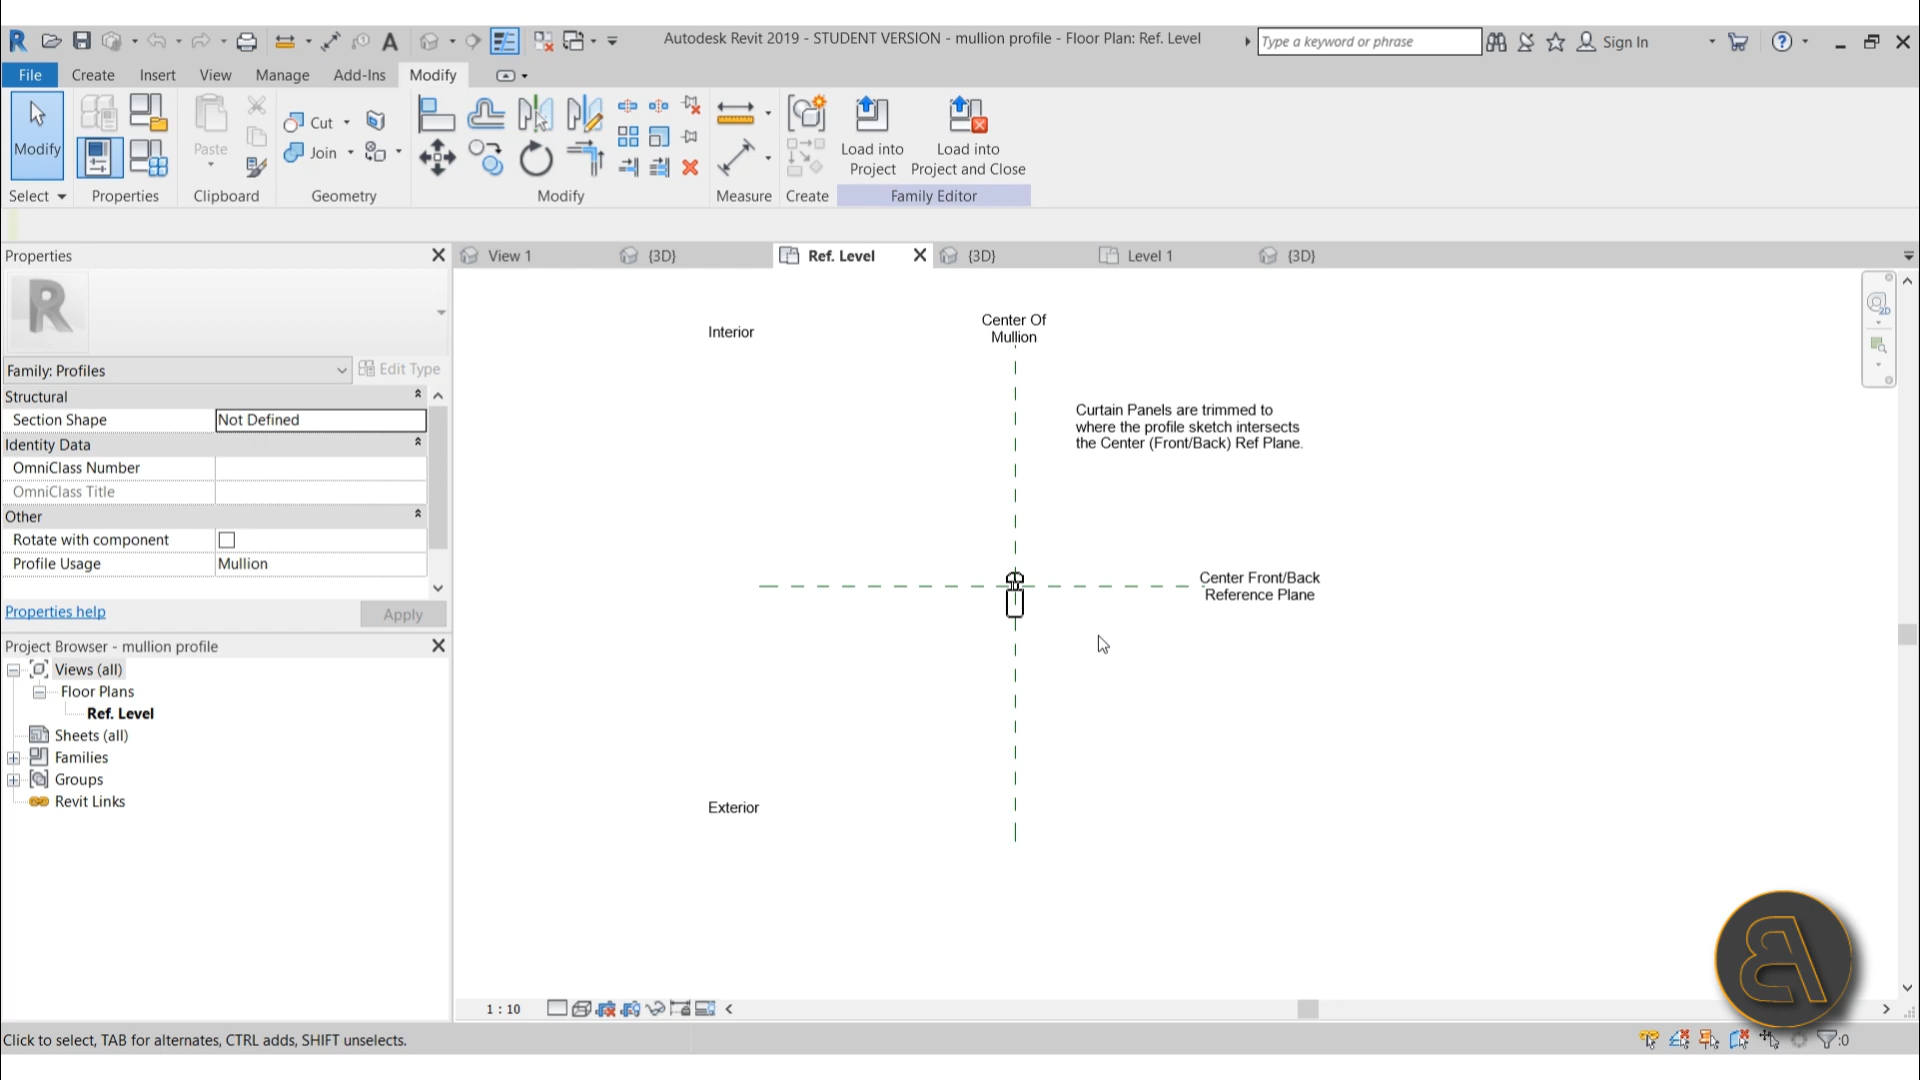 Autodesk Revit 2019 - STUDENT VERSION - mullion profile - Floor Plan: Ref. Level
Type a keyword or phrase
Sign In
File
Create
Insert
View
Manage
Add-Ins
Modify
Modify
Paste
Cut
Join
Load into
Project
Load into
Project and Close
Select
Properties
Clipboard
Geometry
Modify
Measure
Create
Family Editor
Properties
View 1
{3D}
Ref. Level
{3D}
Level 1
{3D}
Family: Profiles
Edit Type
Structural
Section Shape
Not Defined
Identity Data
OmniClass Number
OmniClass Title
Other
Rotate with component
Profile Usage
Mullion
Properties help
Apply
Project Browser - mullion profile
Views (all)
Floor Plans
Ref. Level
Sheets (all)
Families
Groups
Revit Links
Interior
Center Of
Mullion
Curtain Panels are trimmed to
where the profile sketch intersects
the Center (Front/Back) Ref Plane.
Center Front/Back
Reference Plane
Exterior
1 : 10
Click to select, TAB for alternates, CTRL adds, SHIFT unselects.
:0